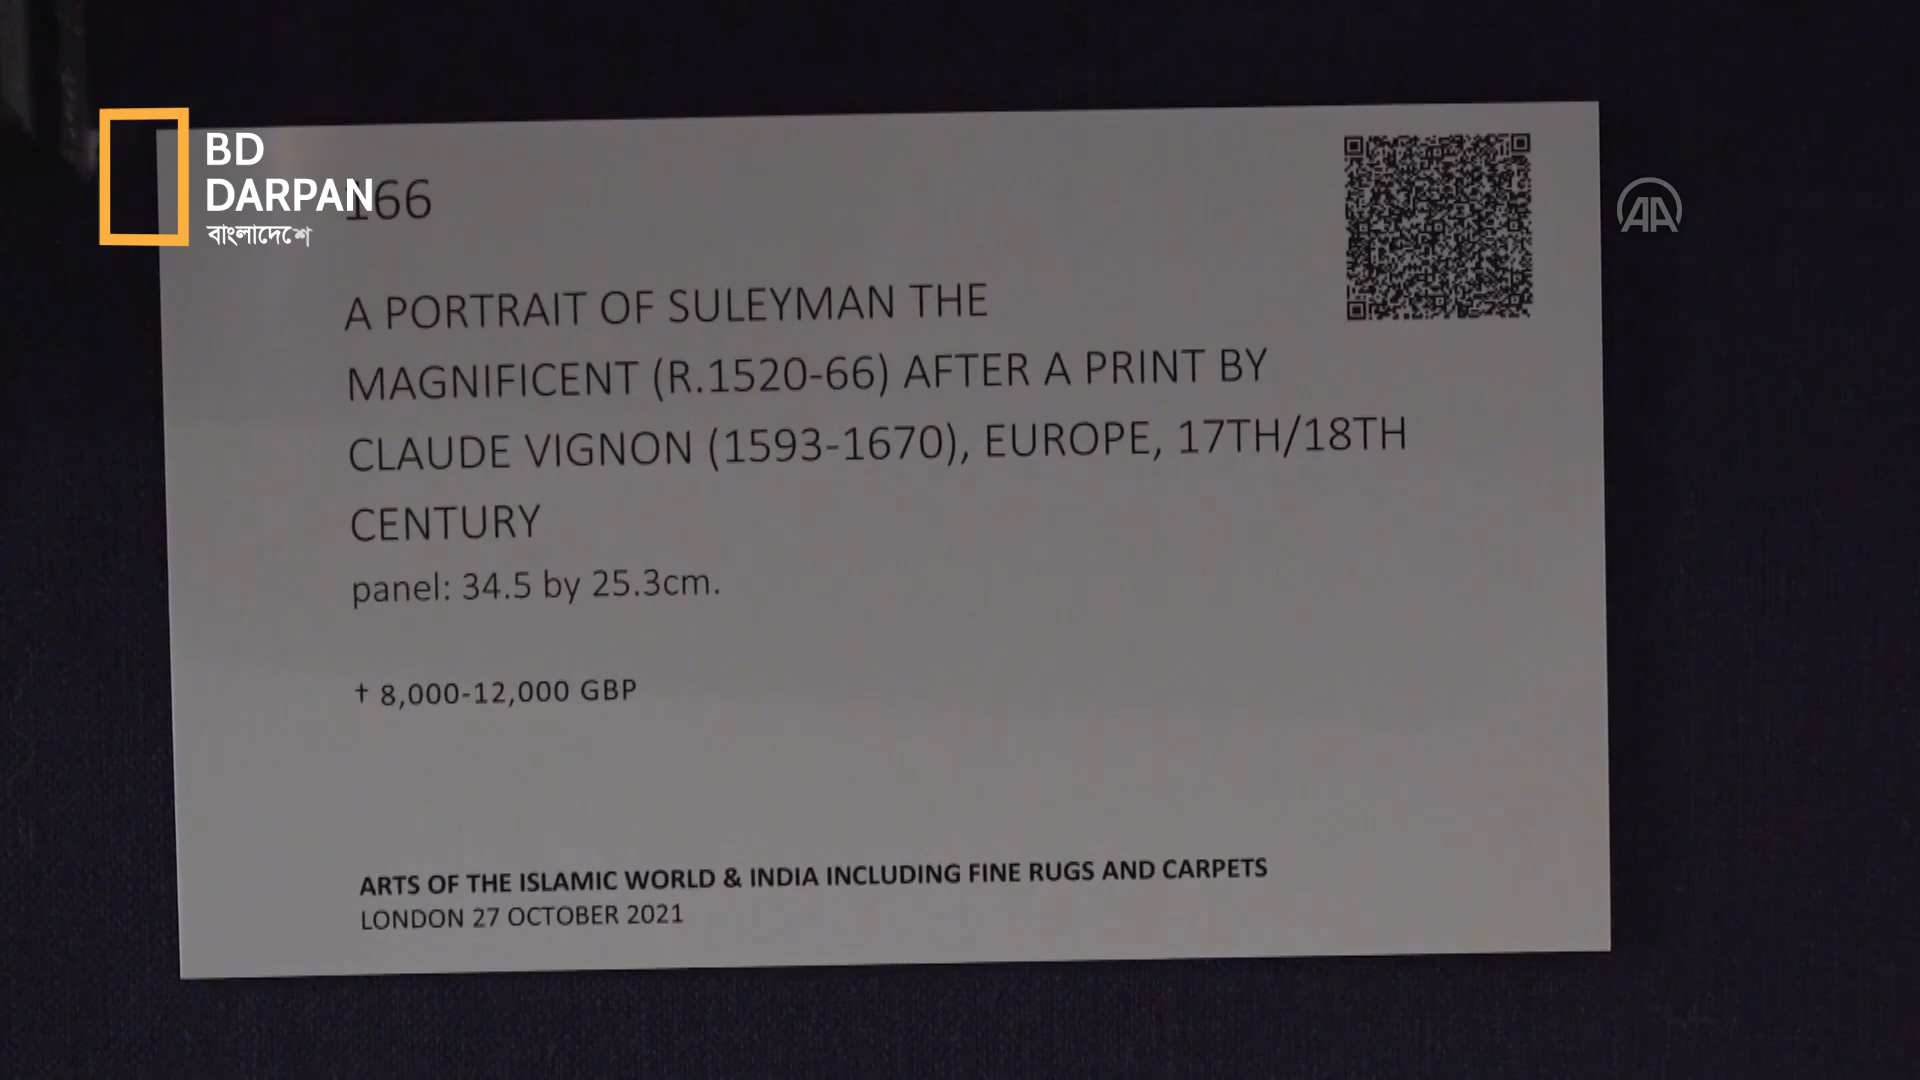 BD
DARPAN
বাংলাদেশে
166
A PORTRAIT OF SULEYMAN THE
MAGNIFICENT (R.1520-66) AFTER A PRINT BY
CLAUDE VIGNON (1593-1670), EUROPE, 17TH/18TH
CENTURY
panel: 34.5 by 25.3cm.
† 8,000-12,000 GBP
ARTS OF THE ISLAMIC WORLD & INDIA INCLUDING FINE RUGS AND CARPETS
LONDON 27 OCTOBER 2021
AA